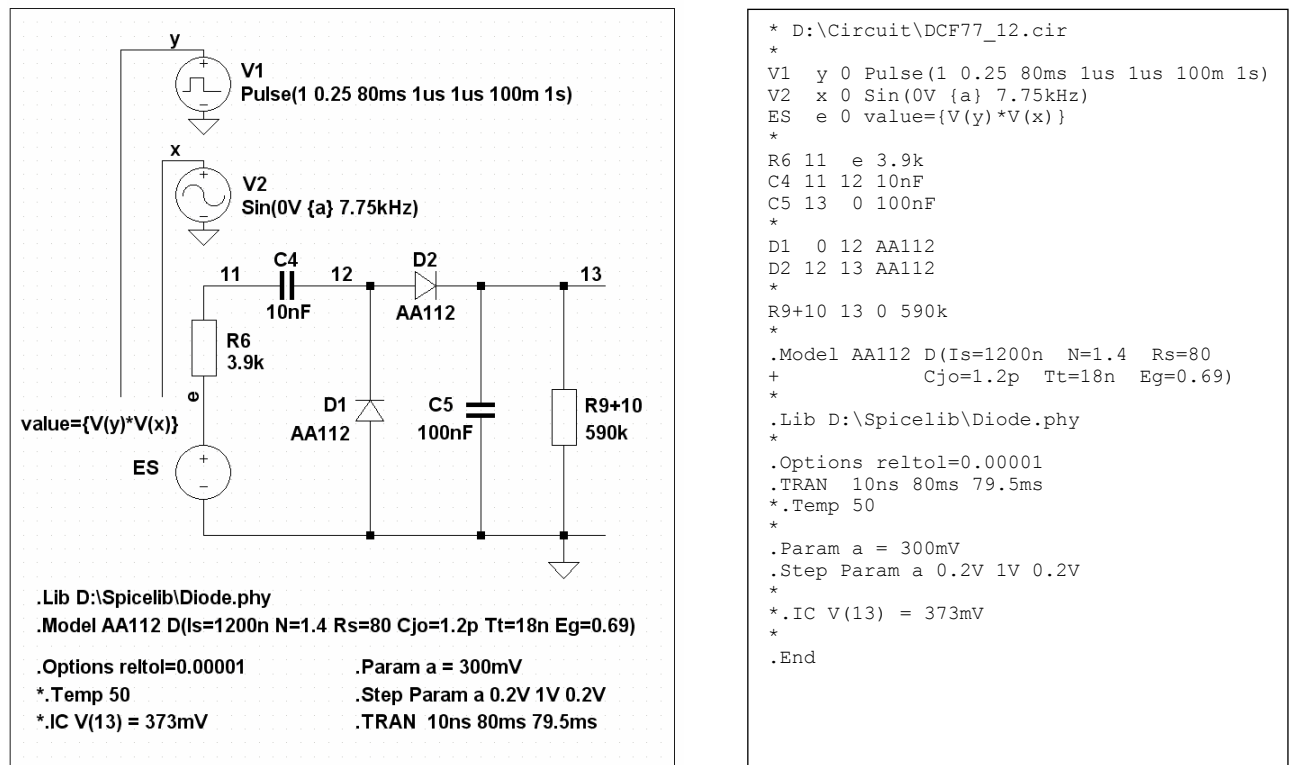 y
V1
Pulse(1 0.25 80ms 1us 1us 100m 1s)
x
V2
Sin(0V {a} 7.75kHz)
11
C4
10nF
12
D2
AA112
13
R6
3.9k
e
value={V(y)*V(x)}
ES
D1
AA112
C5
100nF
R9+10
590k
.Lib D:\Spicelib\Diode.phy
.Model AA112 D(Is=1200n N=1.4 Rs=80 Cjo=1.2p Tt=18n Eg=0.69)
.Options reltol=0.00001
.Param a = 300mV
*.Temp 50
.Step Param a 0.2V 1V 0.2V
*.IC V(13) = 373mV
.TRAN 10ns 80ms 79.5ms
* D:\Circuit\DCF77_12.cir
*
V1 y 0 Pulse(1 0.25 80ms 1us 1us 100m 1s)
V2 x 0 Sin(0V {a} 7.75kHz)
ES e 0 value={V(y)*V(x)}
*
R6 11 e 3.9k
C4 11 12 10nF
C5 13 0 100nF
*
D1 0 12 AA112
D2 12 13 AA112
*
R9+10 13 0 590k
*
.Model AA112 D(Is=1200n N=1.4 Rs=80
+ Cjo=1.2p Tt=18n Eg=0.69)
*
.Lib D:\Spicelib\Diode.phy
*
.Options reltol=0.00001
.TRAN 10ns 80ms 79.5ms
*.Temp 50
*
.Param a = 300mV
.Step Param a 0.2V 1V 0.2V
*
*.IC V(13) = 373mV
*
.End